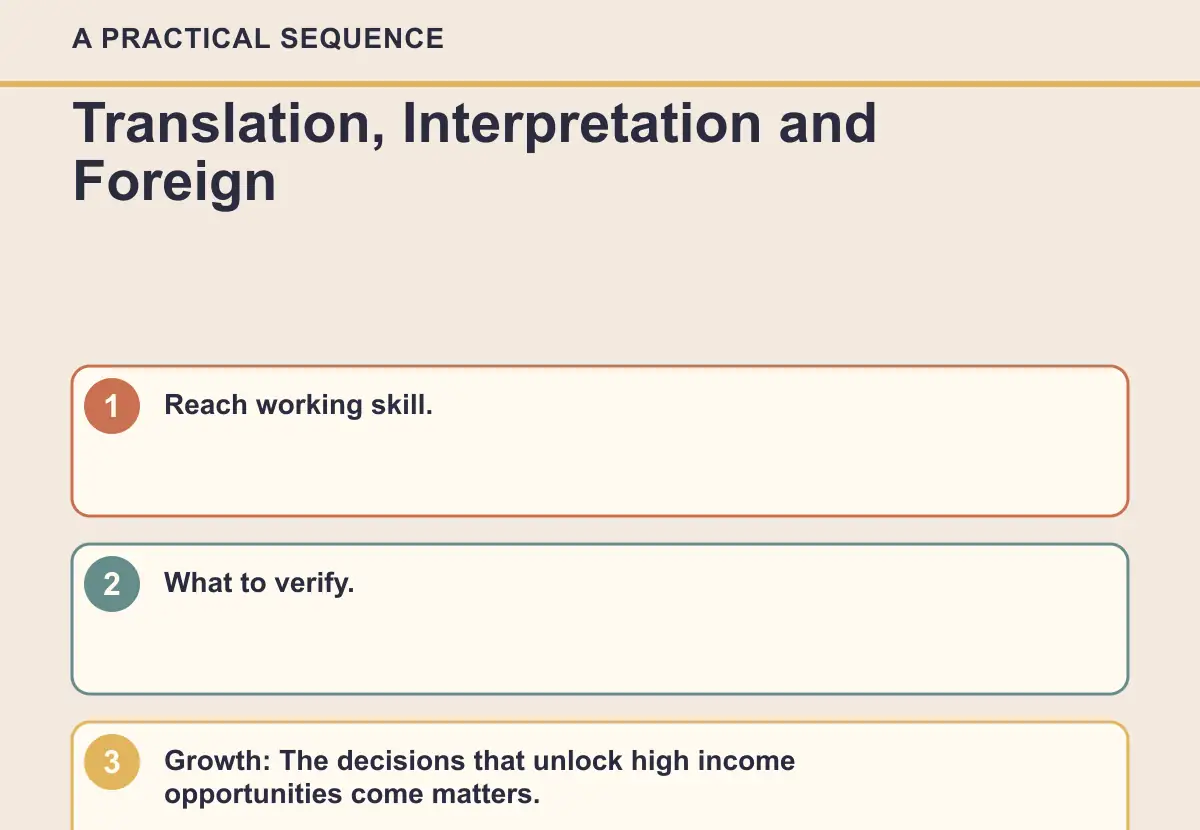 A PRACTICAL SEQUENCE
Translation, Interpretation and
Foreign
1
Reach working skill.
2
What to verify.
3
Growth: The decisions that unlock high income
opportunities come matters.